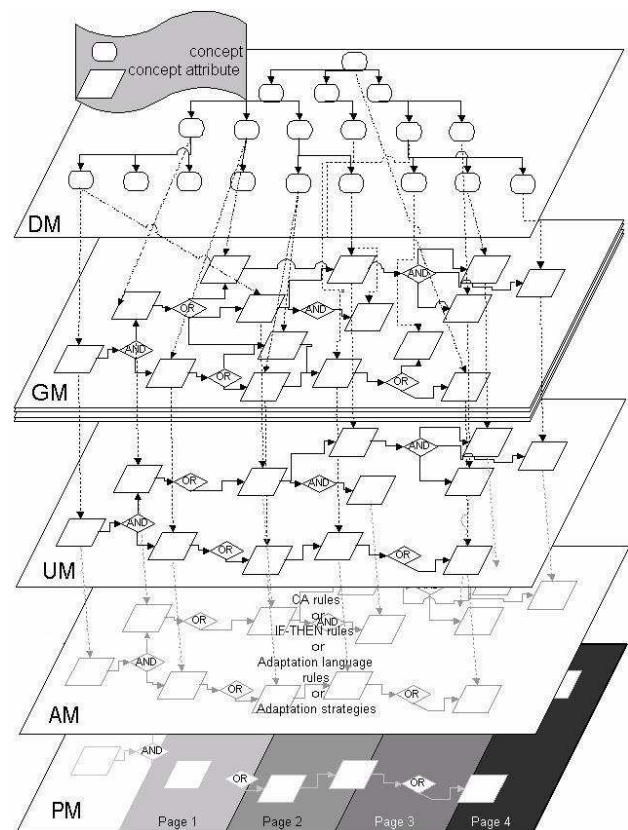 concept
concept attribute
DM
AND
OR
AND
AND
OR
OR
GM
AND
OR
AND
AND
OR
OR
UM
AND
CA rules
OR
or
AND
IF-THEN rules
or
AND
Adaptation language
rules
OR
or
OR
Adaptation strategies
AM
AND
OR
OR
PM
Page 1
Page 2
Page 3
Page 4